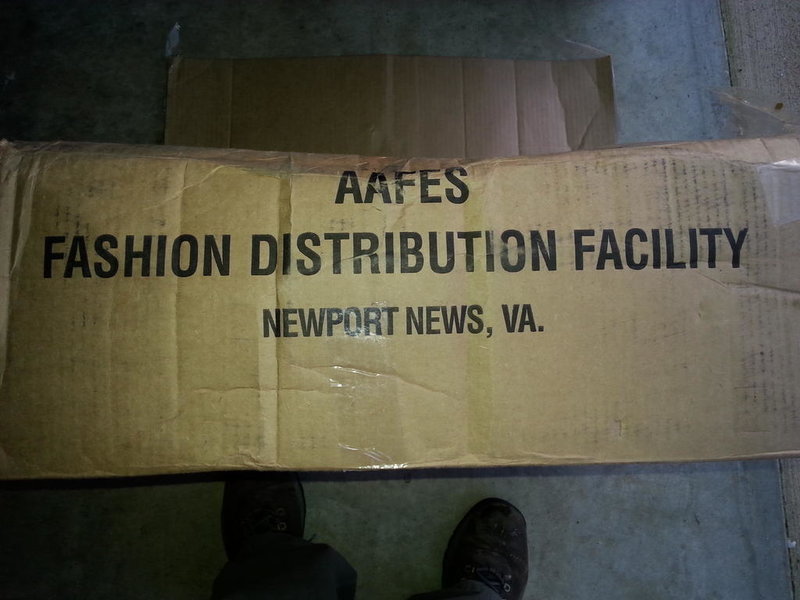 AAFES
FASHION DISTRIBUTION FACILITY
NEWPORT NEWS, VA.